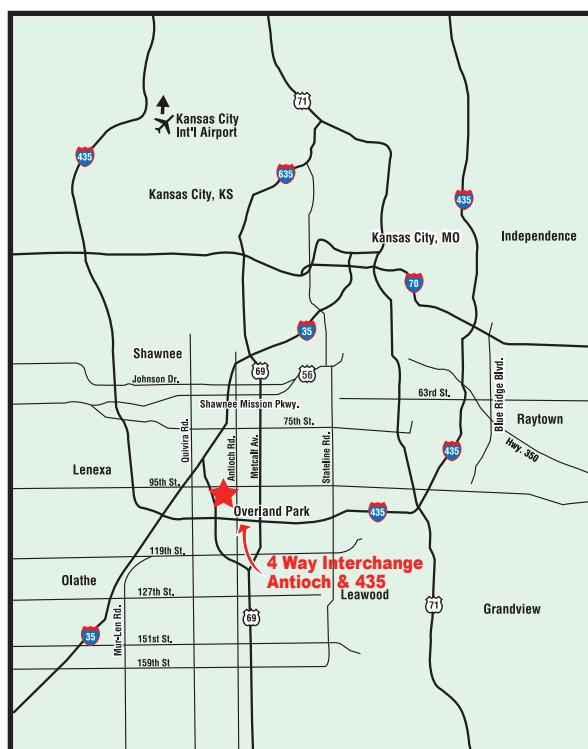 71
Kansas City
Int'l Airport
435
635
435
Kansas City, KS
Kansas City, MO
Independence
70
35
Shawnee
69
56
Johnson Dr.
63rd St.
Blue Ridge Blvd.
Shawnee Mission Pkwy.
Raytown
75th St.
Quivira Rd.
Antioch Rd.
Metcalf Av.
Stateline Rd.
Hwy. 350
435
Lenexa
95th St.
Overland Park
435
119th St.
4 Way Interchange
Antioch & 435
Olathe
127th St.
Leawood
Mur-Len Rd.
69
71
Grandview
35
151st St.
159th St